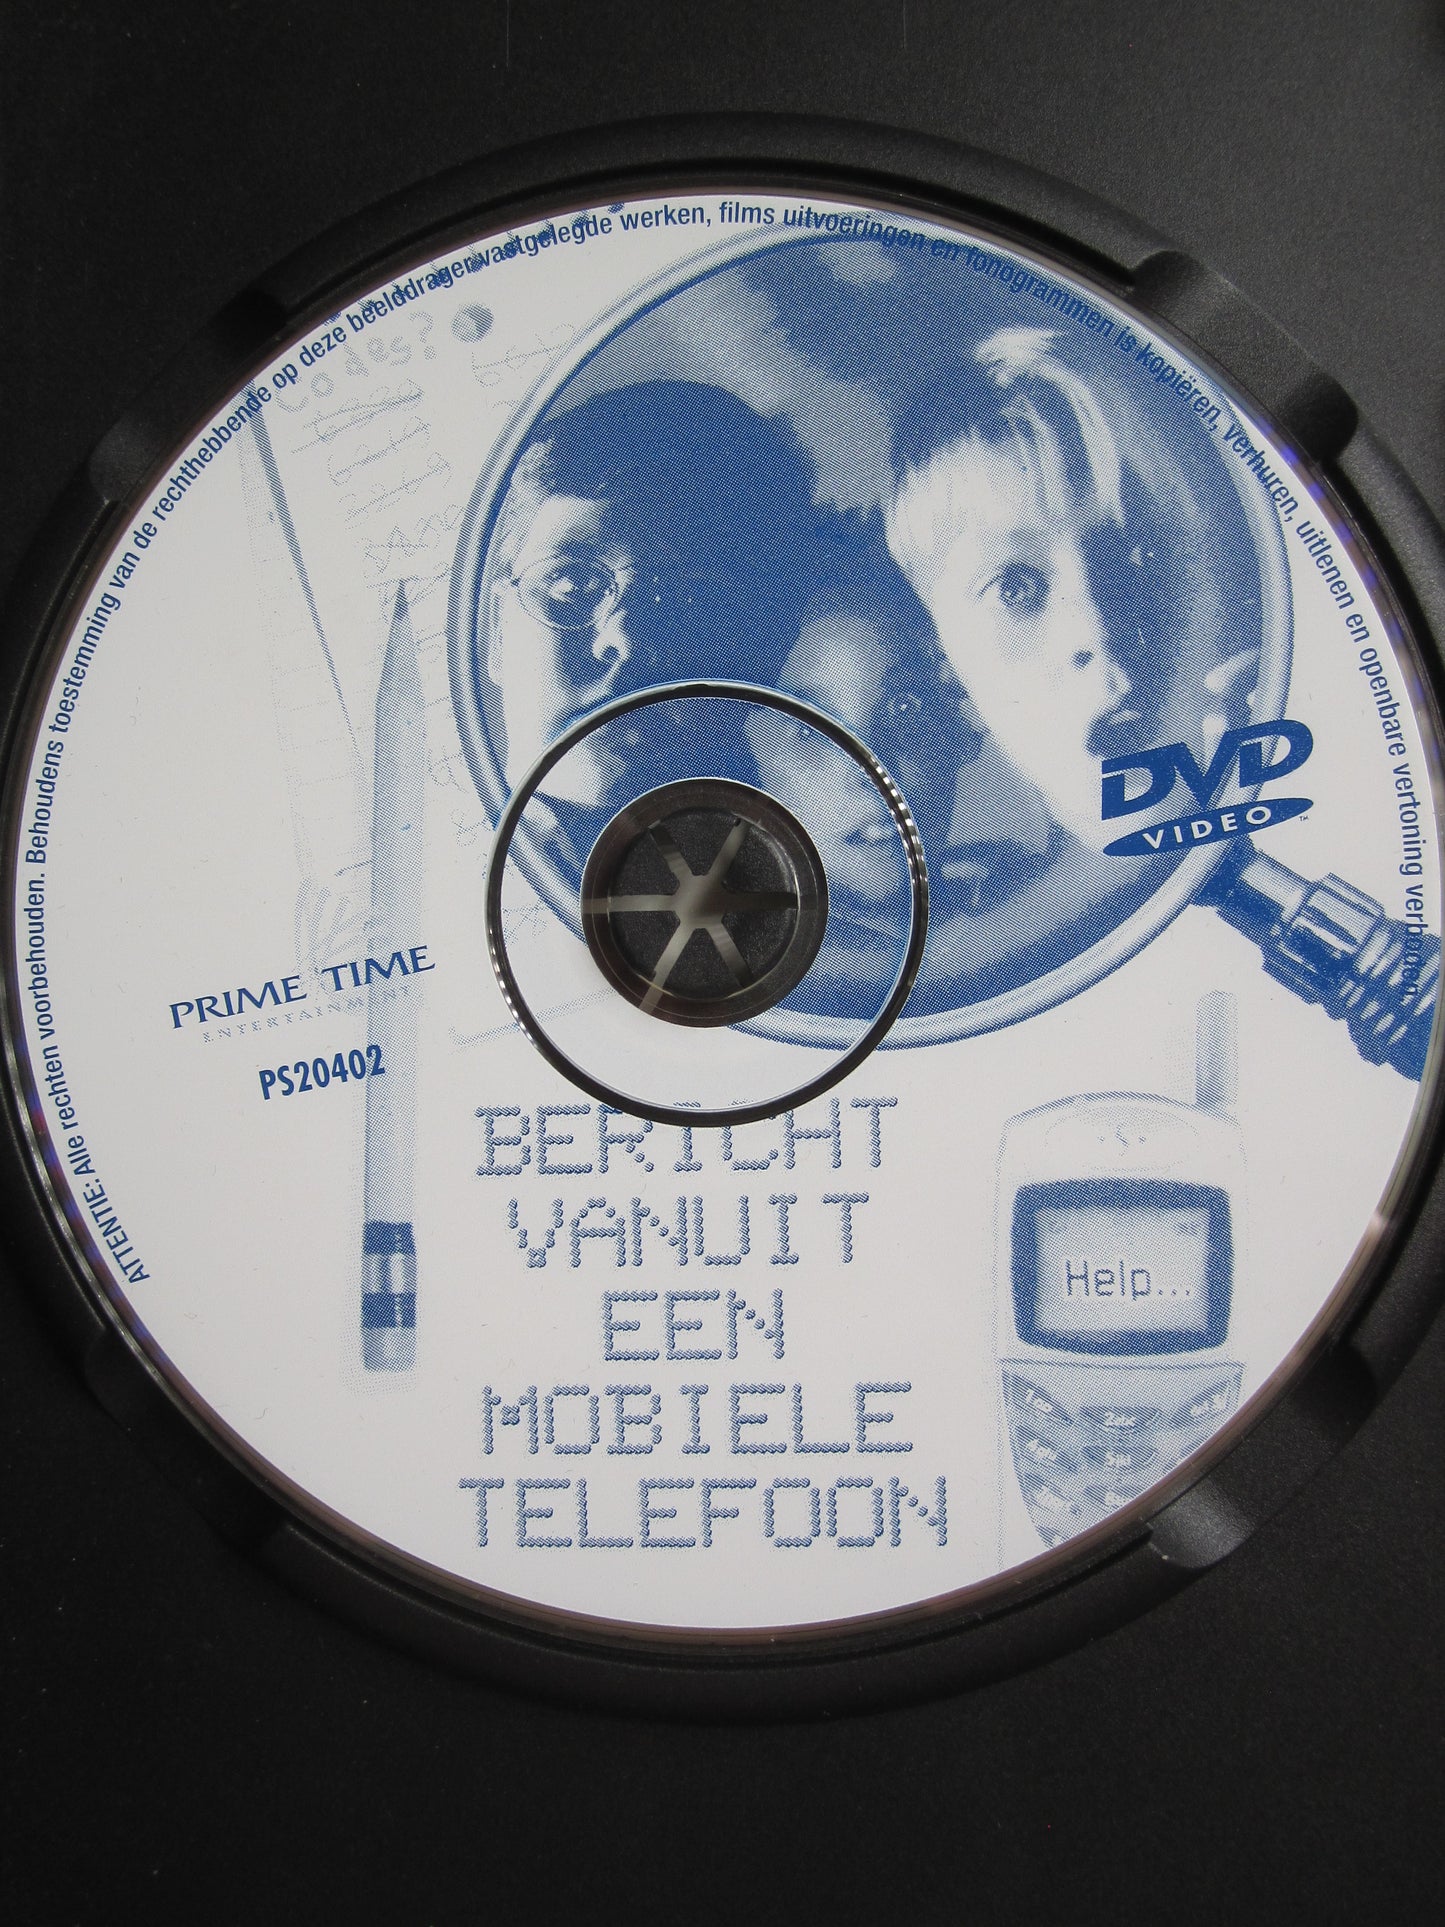 ATTENTIE: Alle rechten voorbehouden. Behoudens toestemming van de rechthebbende op deze beelddrager vastgelegde werken, films uitvoeringen en fonogrammen is kopiëren, verhuren, uitlenen en openbare vertoning verboden.
Codes?
DVD
VIDEO
TM
PRIME TIME
ENTERTAINMENT
PS20402
BERICHT
VANUIT
EEN
MOBIELE
TELEFOON
Help...